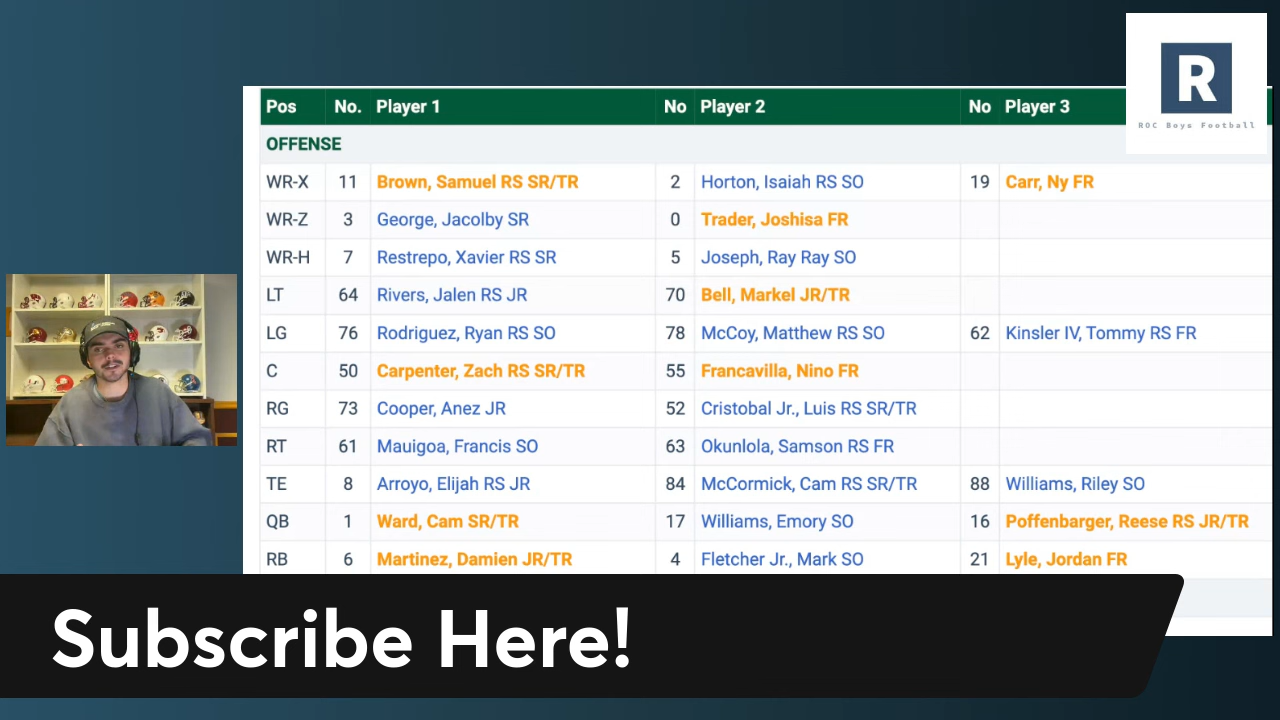 R
ROC Boys Football
Pos No. Player 1 No Player 2 No Player 3
OFFENSE
WR-X 11 Brown, Samuel RS SR/TR 2 Horton, Isaiah RS SO 19 Carr, Ny FR
WR-Z 3 George, Jacolby SR 0 Trader, Joshisa FR
WR-H 7 Restrepo, Xavier RS SR 5 Joseph, Ray Ray SO
LT 64 Rivers, Jalen RS JR 70 Bell, Markel JR/TR
LG 76 Rodriguez, Ryan RS SO 78 McCoy, Matthew RS SO 62 Kinsler IV, Tommy RS FR
C 50 Carpenter, Zach RS SR/TR 55 Francavilla, Nino FR
RG 73 Cooper, Anez JR 52 Cristobal Jr., Luis RS SR/TR
RT 61 Mauigoa, Francis SO 63 Okunlola, Samson RS FR
TE 8 Arroyo, Elijah RS JR 84 McCormick, Cam RS SR/TR 88 Williams, Riley SO
QB 1 Ward, Cam SR/TR 17 Williams, Emory SO 16 Poffenbarger, Reese RS JR/TR
RB 6 Martinez, Damien JR/TR 4 Fletcher Jr., Mark SO 21 Lyle, Jordan FR
Subscribe Here!